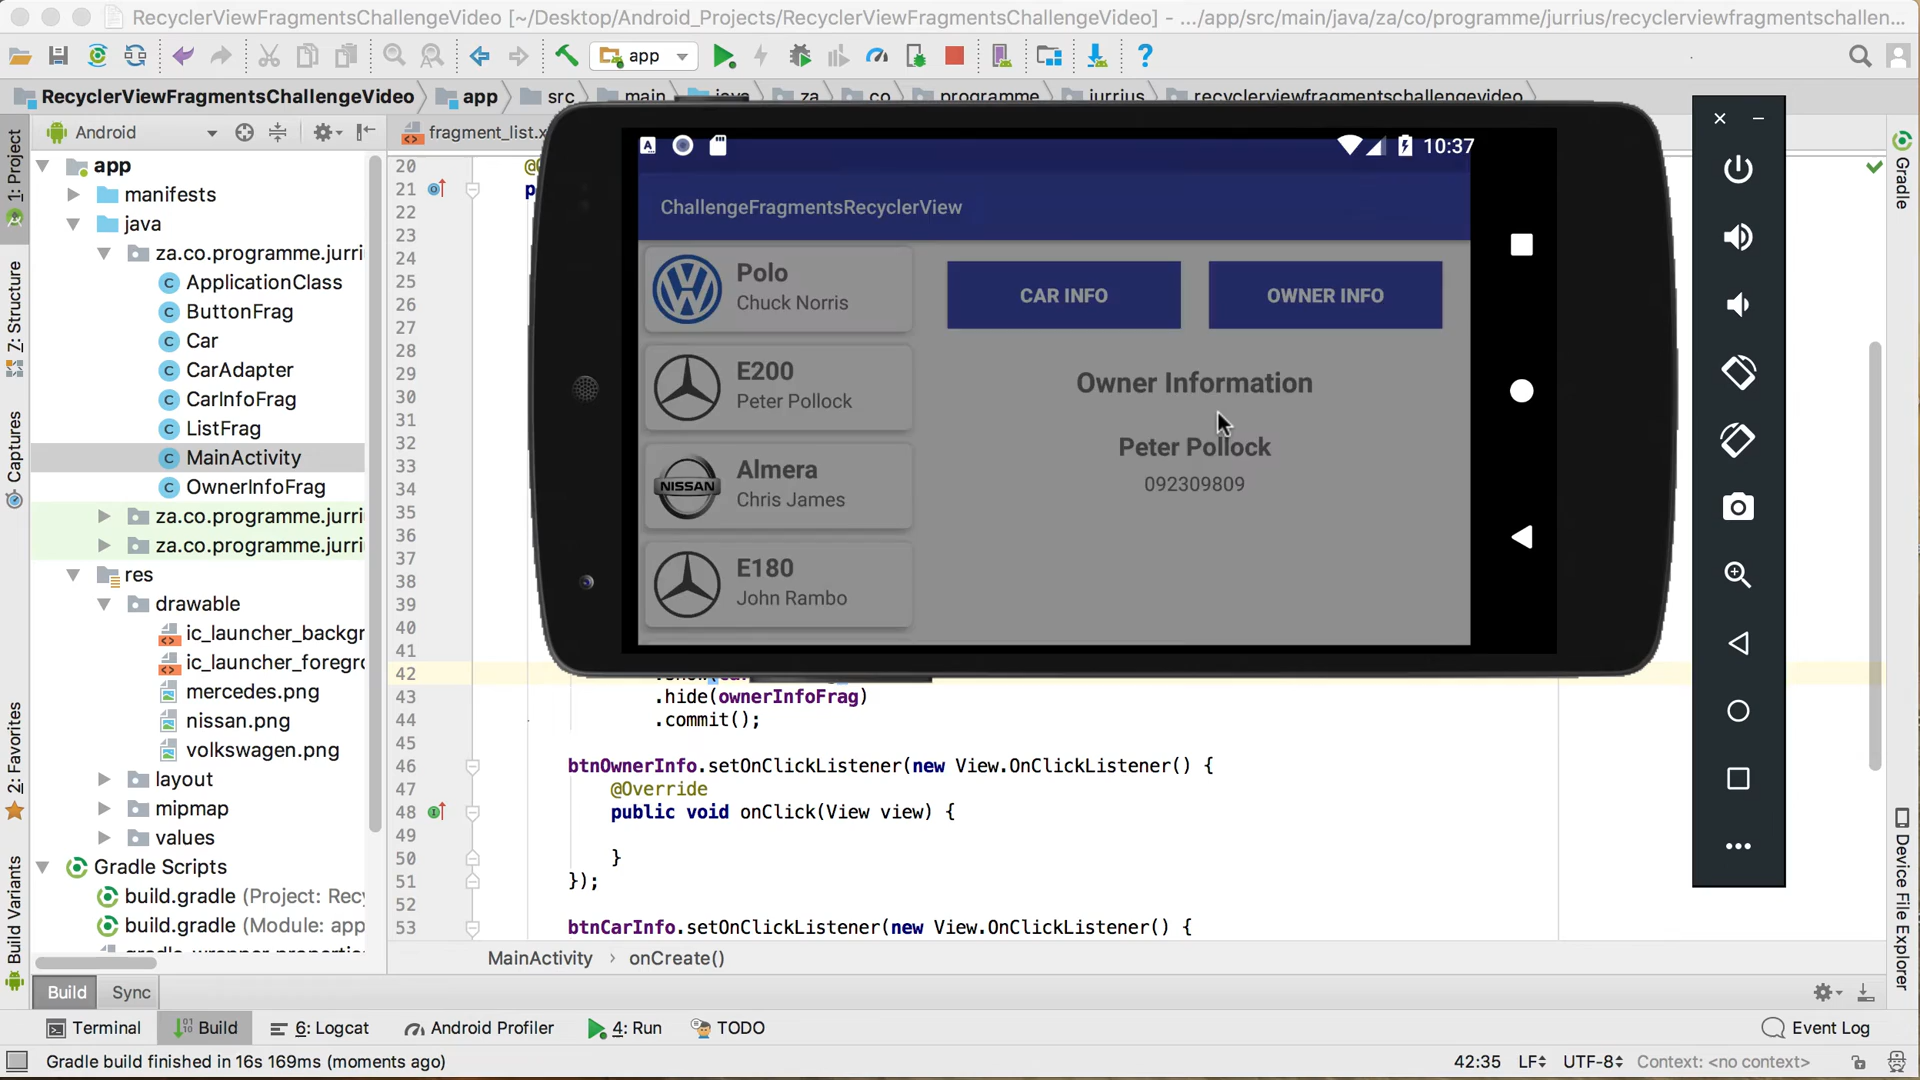 RecyclerViewFragmentsChallengeVideo [~/Desktop/Android_Projects/RecyclerViewFragmentsChallengeVideo] - .../app/src/main/java/za/co/programme/jurrius/recyclerviewfragmentschallen...
app
RecyclerViewFragmentsChallengeVideo app src main java za co programme jurrius recyclerviewfragmentschallengevideo
Android
fragment_list.x
1: Project
Z: Structure
Captures
2: Favorites
Build Variants
app
manifests
java
za.co.programme.jurri
ApplicationClass
ButtonFrag
Car
CarAdapter
CarInfoFrag
ListFrag
MainActivity
OwnerInfoFrag
za.co.programme.jurri
za.co.programme.jurri
res
drawable
ic_launcher_backgr
ic_launcher_foregro
mercedes.png
nissan.png
volkswagen.png
layout
mipmap
values
Gradle Scripts
build.gradle (Project: Rec
build.gradle (Module: app
gradle-wrapper.properties
20
21
22
23
24
25
26
27
28
29
30
31
32
33
34
35
36
37
38
39
40
41
42
43 .hide(ownerInfoFrag)
44 .commit();
45
46 btnOwnerInfo.setOnClickListener(new View.OnClickListener() {
47 @Override
48 public void onClick(View view) {
49
50 }
51 });
52
53 btnCarInfo.setOnClickListener(new View.OnClickListener() {
A 10:37
ChallengeFragmentsRecyclerView
Polo
Chuck Norris
E200
Peter Pollock
NISSAN
Almera
Chris James
E180
John Rambo
CAR INFO OWNER INFO
Owner Information
Peter Pollock
092309809
Gradle
Device File Explorer
MainActivity › onCreate()
Build Sync
Terminal Build 6: Logcat Android Profiler 4: Run TODO Event Log
Gradle build finished in 16s 169ms (moments ago) 42:35 LF UTF-8 Context: <no context>